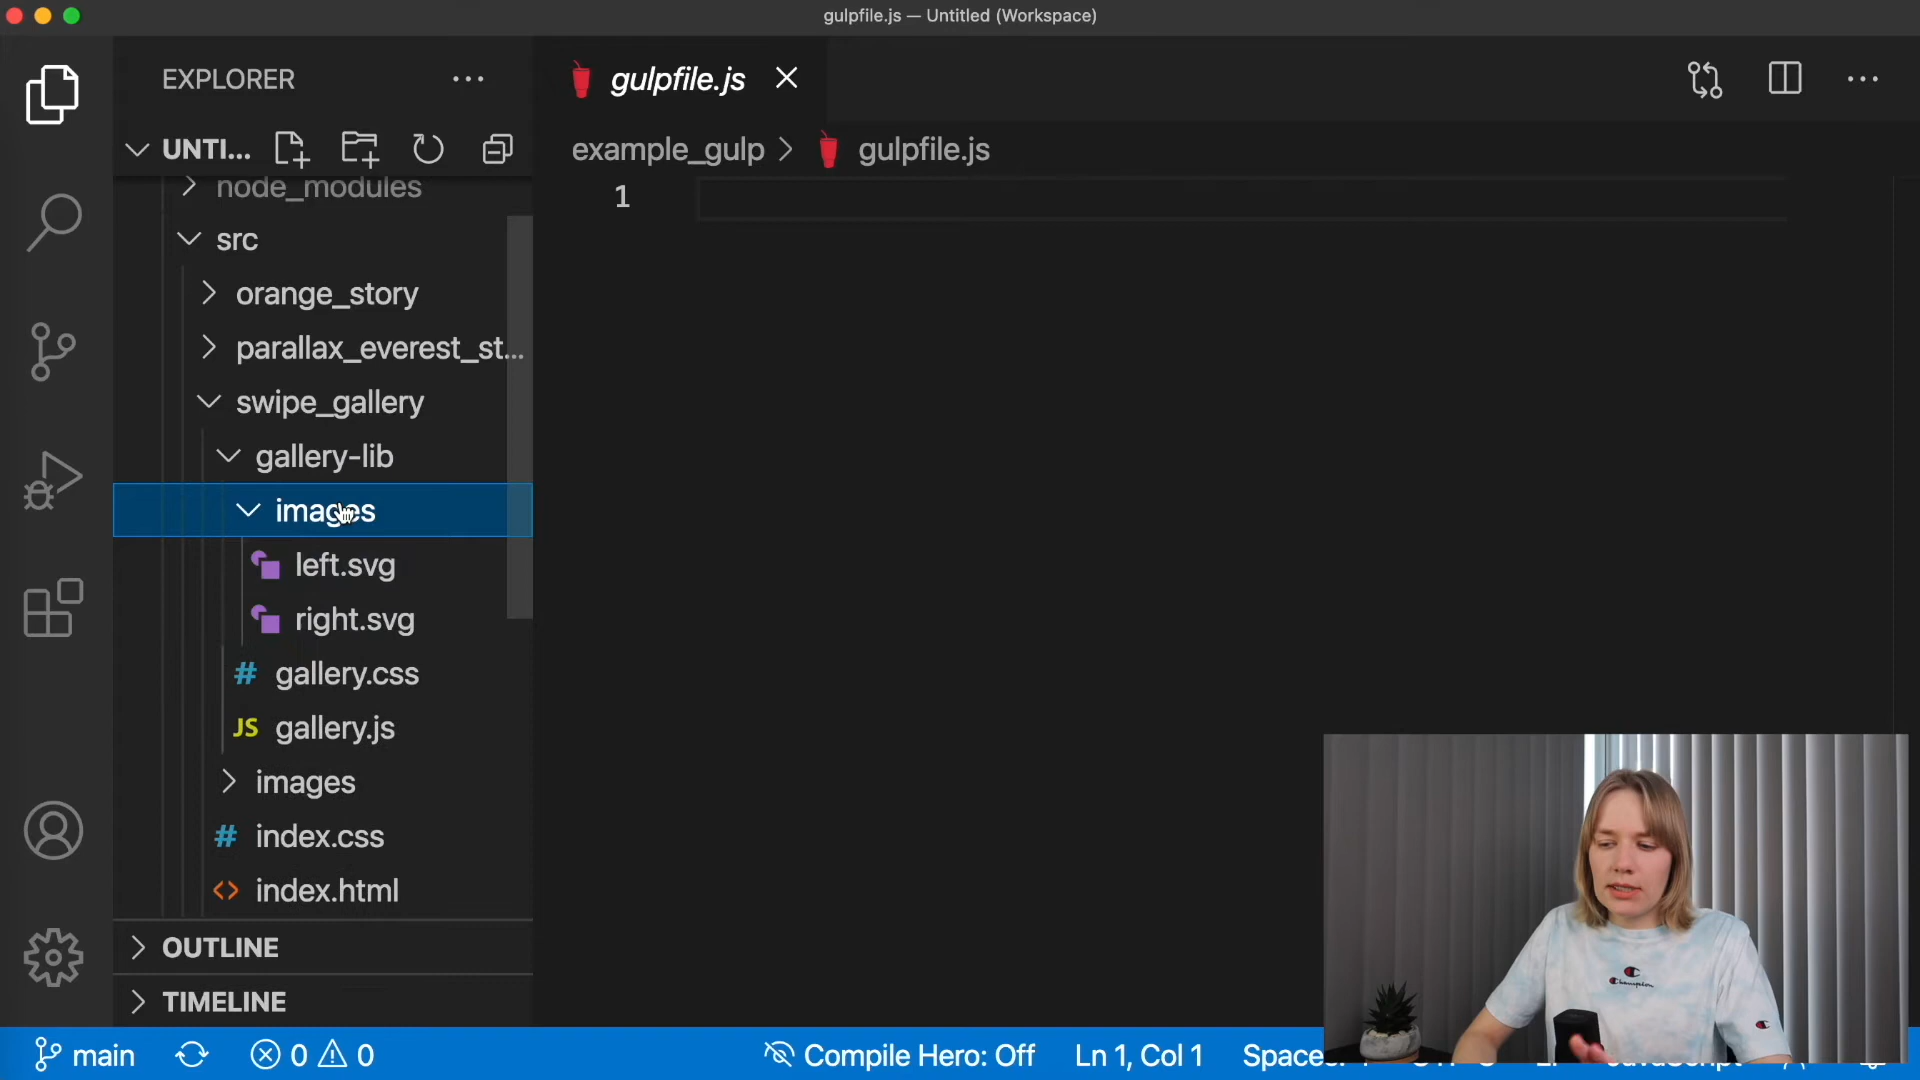 gulpfile.js — Untitled (Workspace)
EXPLORER
gulpfile.js
UNTI...
example_gulp > gulpfile.js
1
node_modules
src
orange_story
parallax_everest_st...
swipe_gallery
gallery-lib
images
left.svg
right.svg
# gallery.css
JS gallery.js
images
# index.css
<> index.html
OUTLINE
TIMELINE
main
0
0
Compile Hero: Off
Ln 1, Col 1
Champion